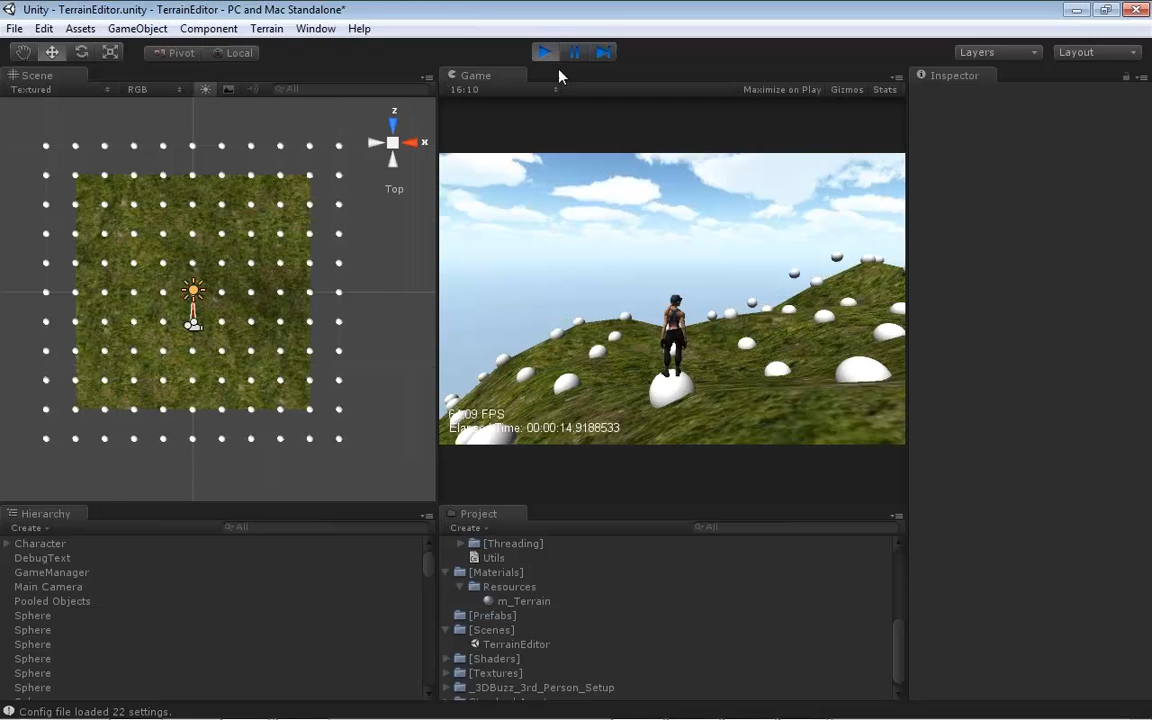 Unity - TerrainEditor.unity - TerrainEditor - PC and Mac Standalone*
File Edit Assets GameObject Component Terrain Window Help
Pivot Local Layers Layout
Scene
Textured RGB All
z
x
Top
Game
16:10 Maximize on Play Gizmos Stats
Elapsed Time: 00:00:14.9188533
Inspector
Hierarchy
Create All
Character
DebugText
GameManager
Main Camera
Pooled Objects
Sphere
Sphere
Sphere
Sphere
Sphere
Project
Create All
[Threading]
Utils
[Materials]
Resources
m_Terrain
[Prefabs]
[Scenes]
TerrainEditor
[Shaders]
[Textures]
_3DBuzz_3rd_Person_Setup
Config file loaded 22 settings.